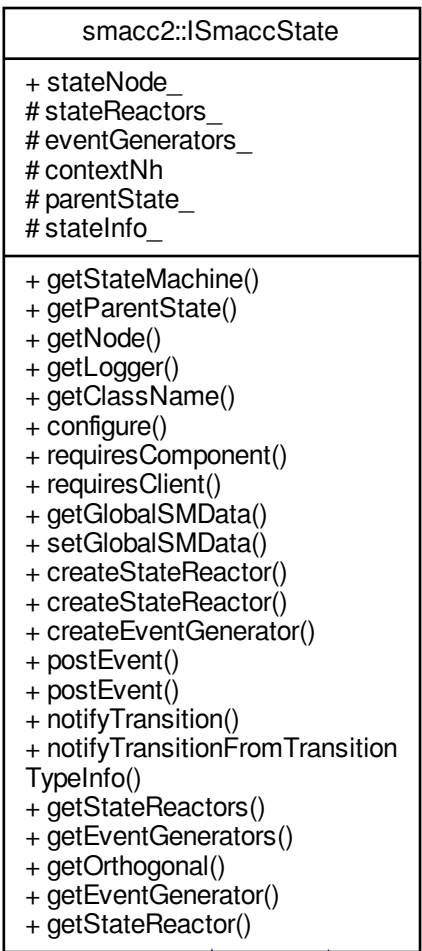 smacc2::ISmaccState
+ stateNode_
# stateReactors_
# eventGenerators_
# contextNh
# parentState_
# stateInfo_
+ getStateMachine()
+ getParentState()
+ getNode()
+ getLogger()
+ getClassName()
+ configure()
+ requiresComponent()
+ requiresClient()
+ getGlobalSMData()
+ setGlobalSMData()
+ createStateReactor()
+ createStateReactor()
+ createEventGenerator()
+ postEvent()
+ postEvent()
+ notifyTransition()
+ notifyTransitionFromTransition
TypeInfo()
+ getStateReactors()
+ getEventGenerators()
+ getOrthogonal()
+ getEventGenerator()
+ getStateReactor()